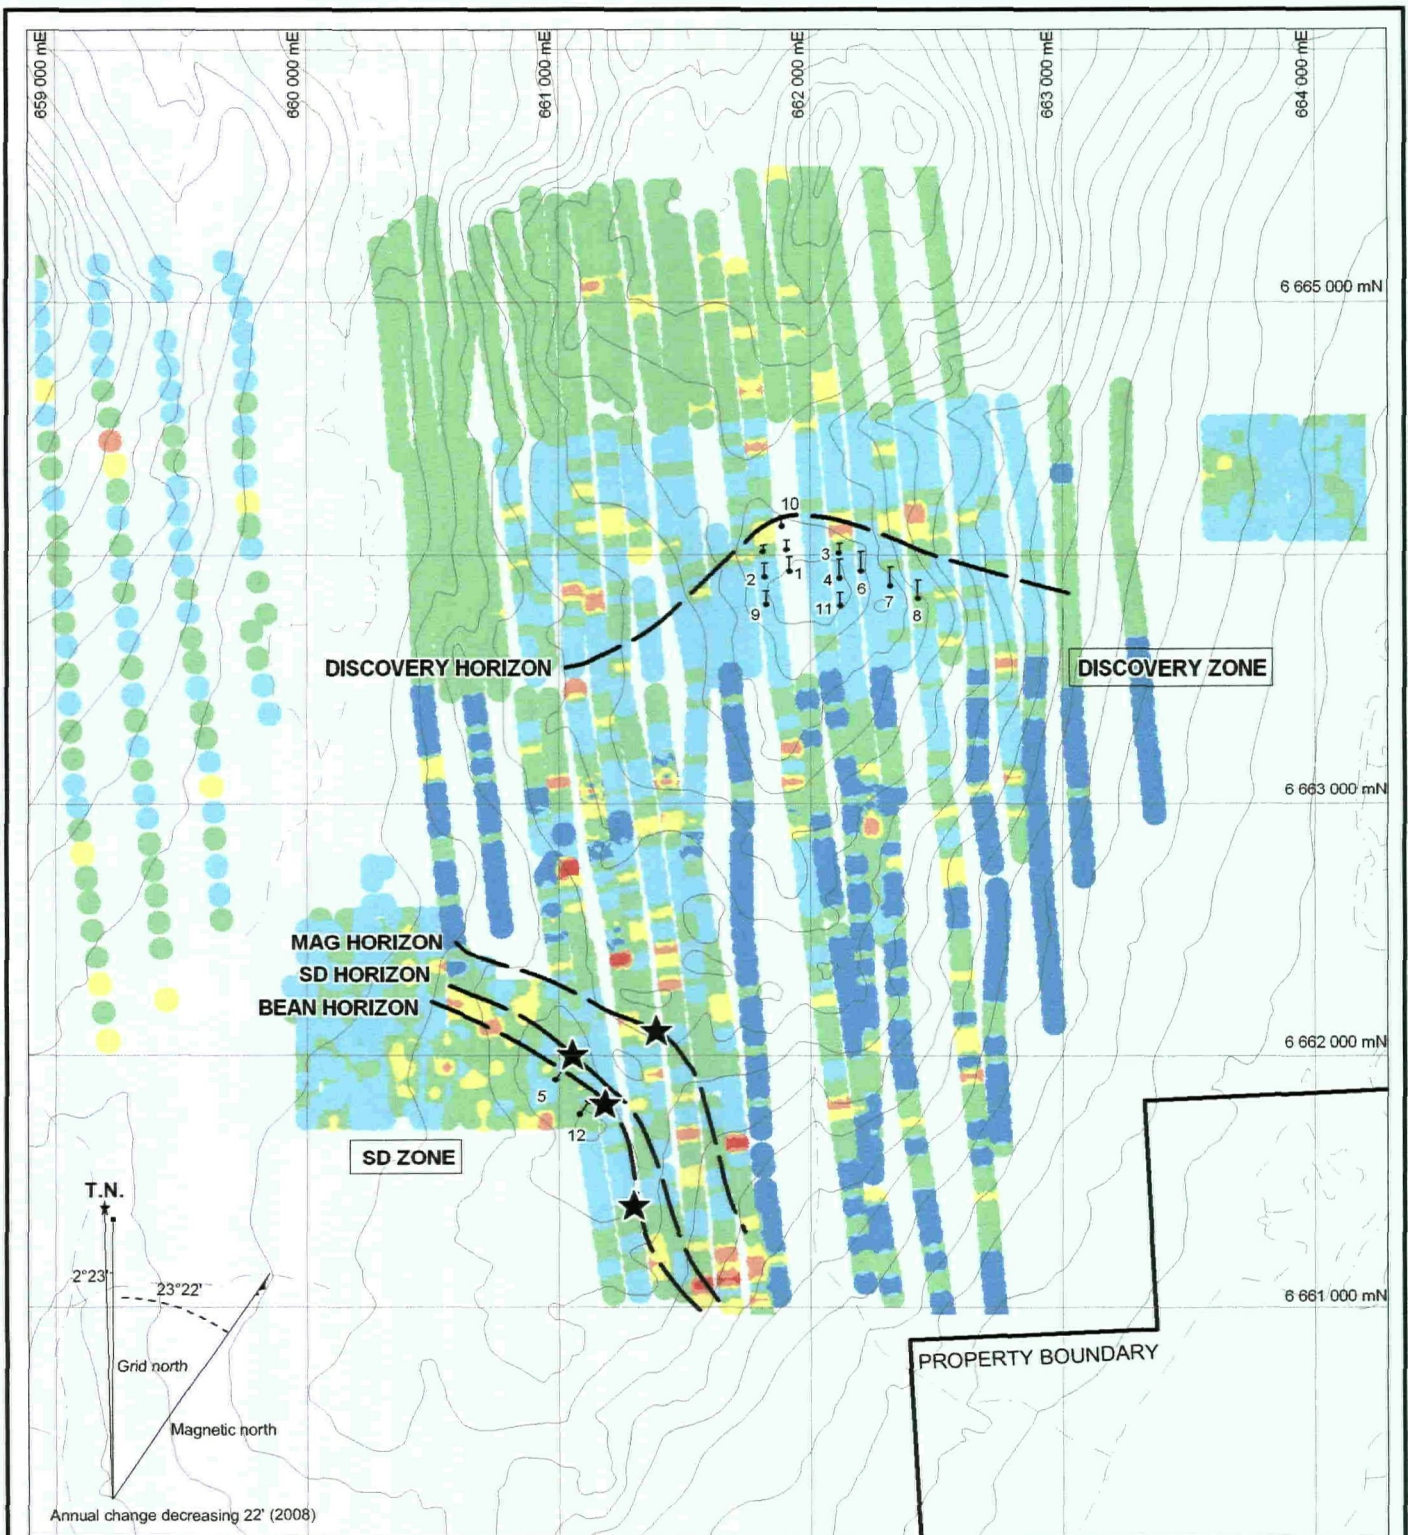 659 000 mE
660 000 mE
661 000 mE
662 000 mE
663 000 mE
664 000 mE
6 665 000 mN
10
3
2
1
4
6
7
9
11
8
DISCOVERY HORIZON
DISCOVERY ZONE
6 663 000 mN
MAG HORIZON
SD HORIZON
BEAN HORIZON
6 662 000 mN
5
12
SD ZONE
T.N.
2°23'
23°22'
6 661 000 mN
Grid north
PROPERTY BOUNDARY
Magnetic north
Annual change decreasing 22' (2008)